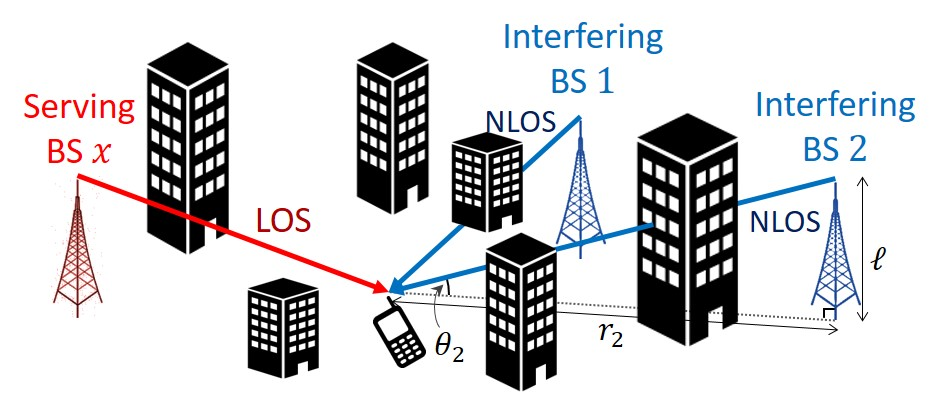 Interfering
BS 1
Serving
BS x
NLOS
Interfering
BS 2
LOS
NLOS
ℓ
θ₂
r₂